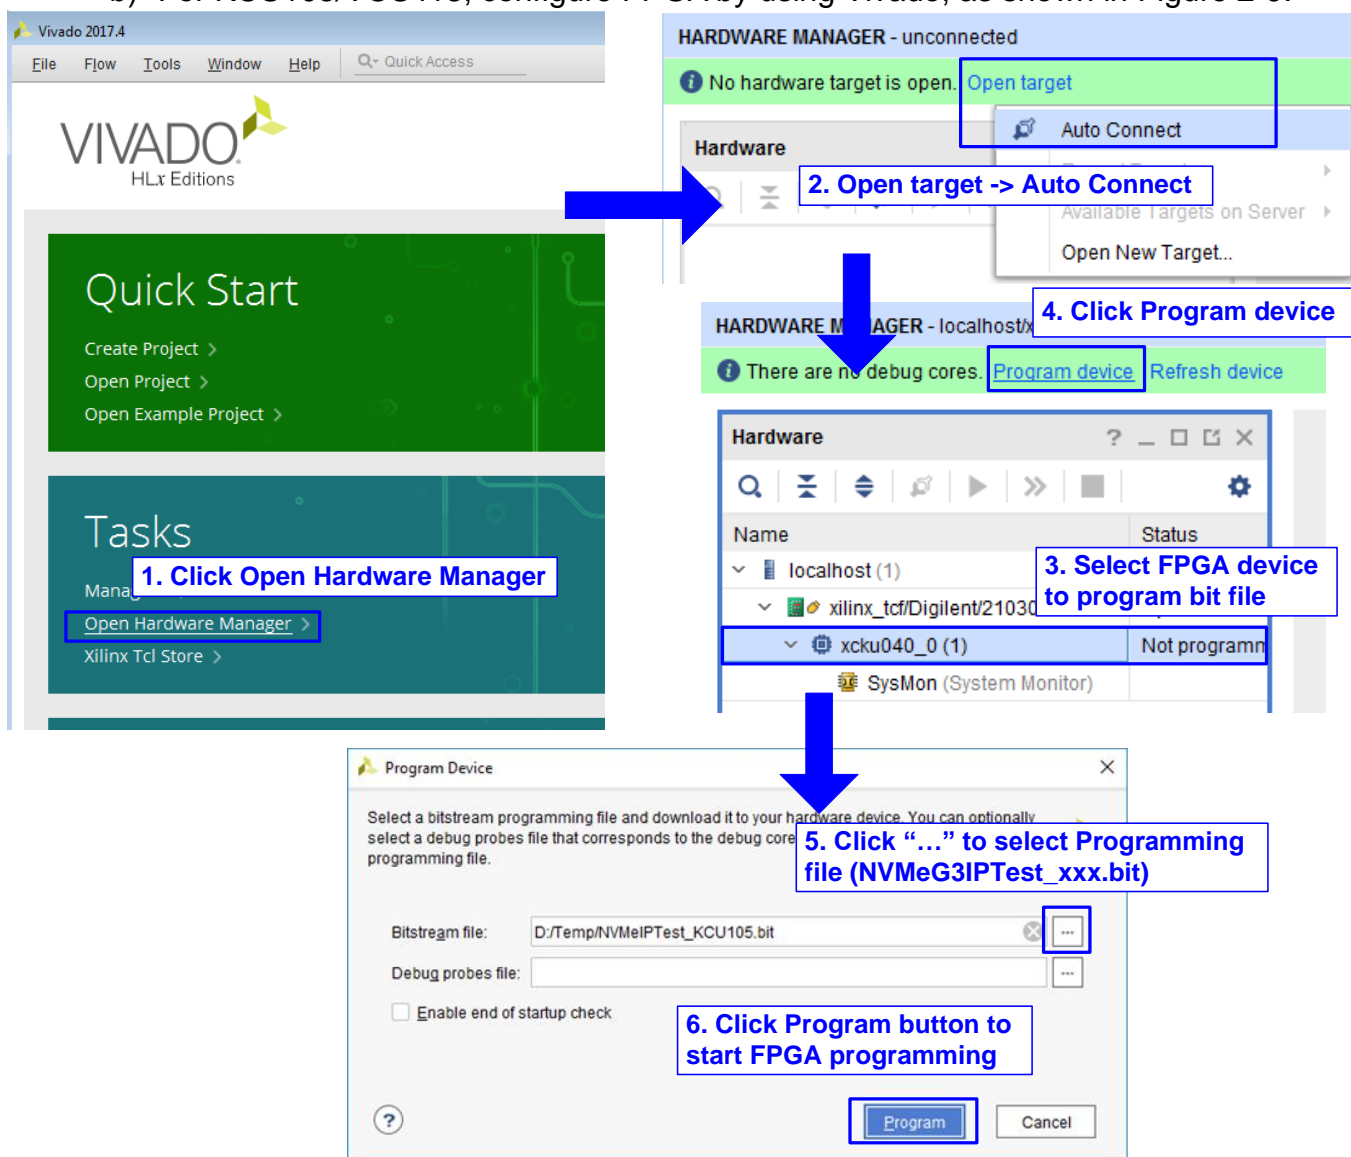 Vivado 2017.4
File Flow Tools Window Help Quick Access
VIVADO
HLx Editions
Quick Start
Create Project >
Open Project >
Open Example Project >
Tasks
1. Click Open Hardware Manager
Open Hardware Manager >
Xilinx Tcl Store >
HARDWARE MANAGER - unconnected
No hardware target is open. Open target
Auto Connect
Hardware
2. Open target -> Auto Connect
Available Targets on Server
Open New Target...
4. Click Program device
HARDWARE MANAGER - localhost/x
There are no debug cores. Program device Refresh device
Hardware
Name Status
localhost (1)
3. Select FPGA device
to program bit file
xilinx_tcf/Digilent/21030
xcku040_0 (1) Not programm
SysMon (System Monitor)
Program Device
Select a bitstream programming file and download it to your hardware device. You can optionally
select a debug probes file that corresponds to the debug core
programming file.
5. Click “…” to select Programming
file (NVMeG3IPTest_xxx.bit)
Bitstream file: D:/Temp/NVMeIPTest_KCU105.bit ...
Debug probes file: ...
Enable end of startup check
6. Click Program button to
start FPGA programming
? Program Cancel